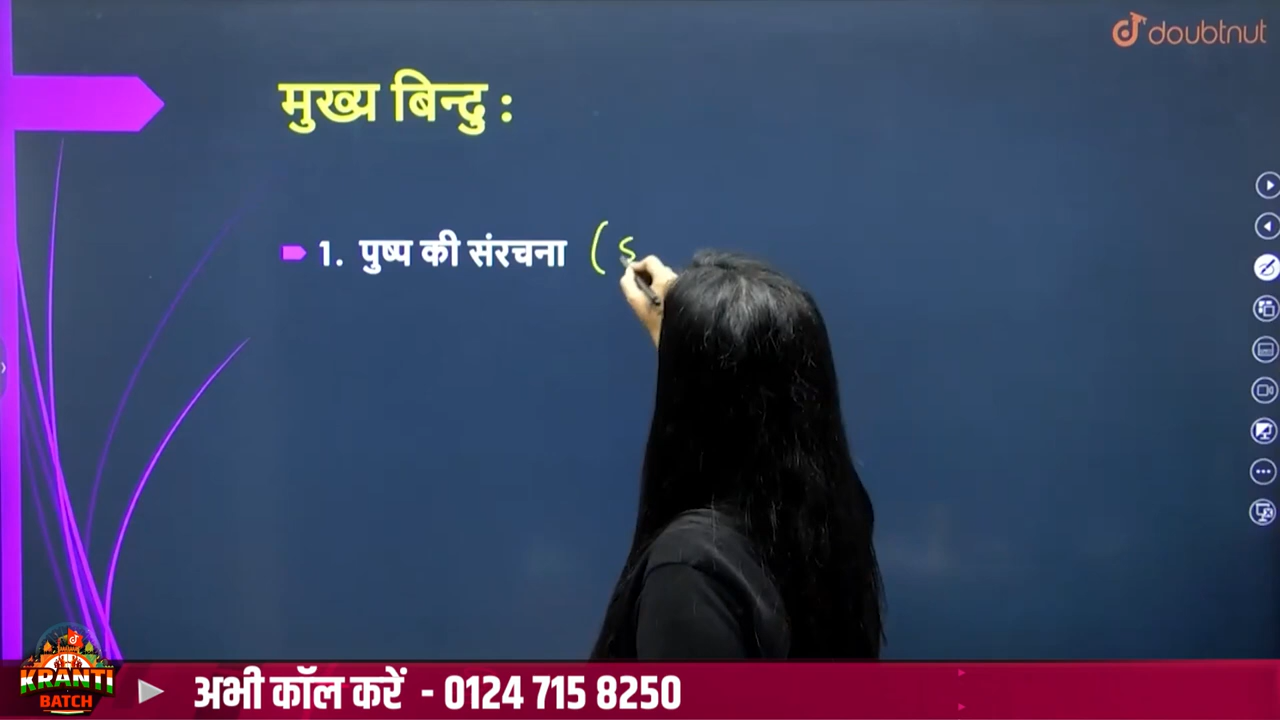 doubtnut
मुख्य बिन्दु :
1. पुष्प की संरचना (S
KRANTI
BATCH
अभी कॉल करें - 0124 715 8250